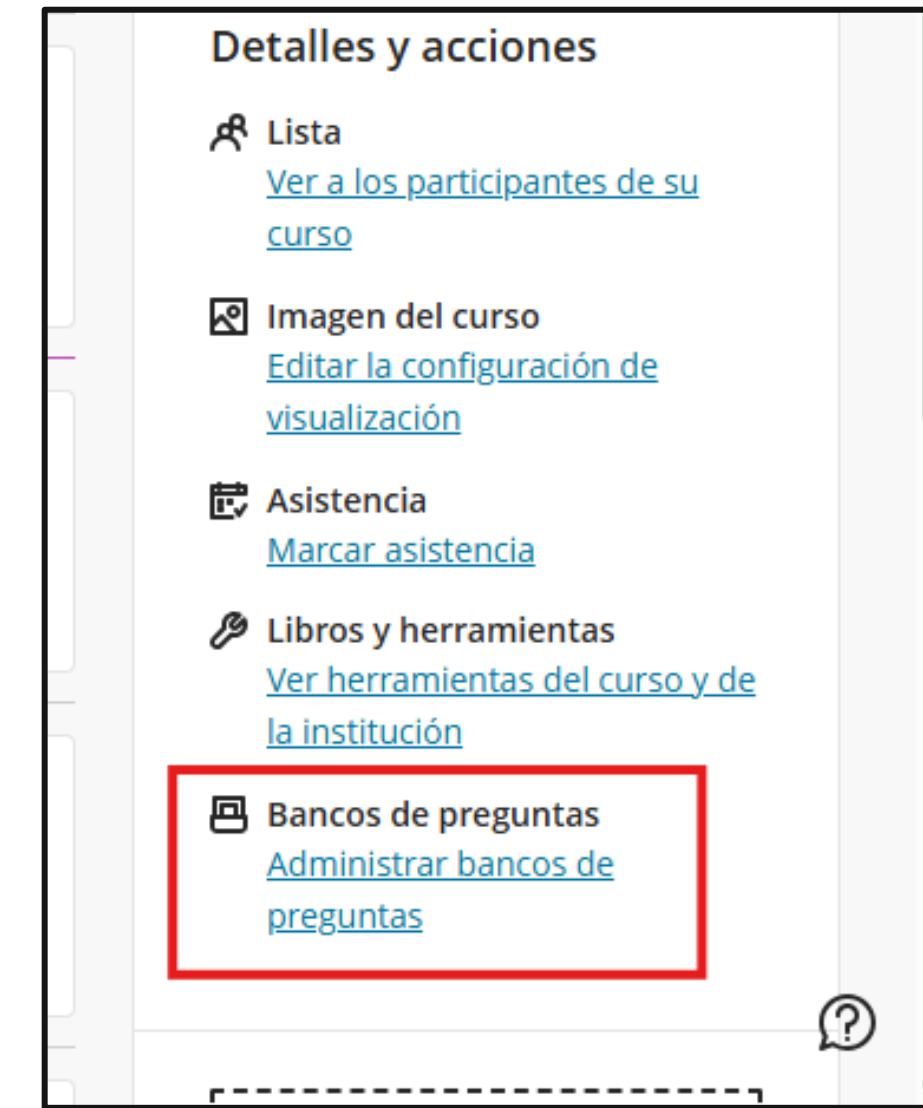 Detalles y acciones
Lista
Ver a los participantes de su
curso
Imagen del curso
Editar la configuración de
visualización
Asistencia
Marcar asistencia
Libros y herramientas
Ver herramientas del curso y de
la institución
Bancos de preguntas
Administrar bancos de
preguntas